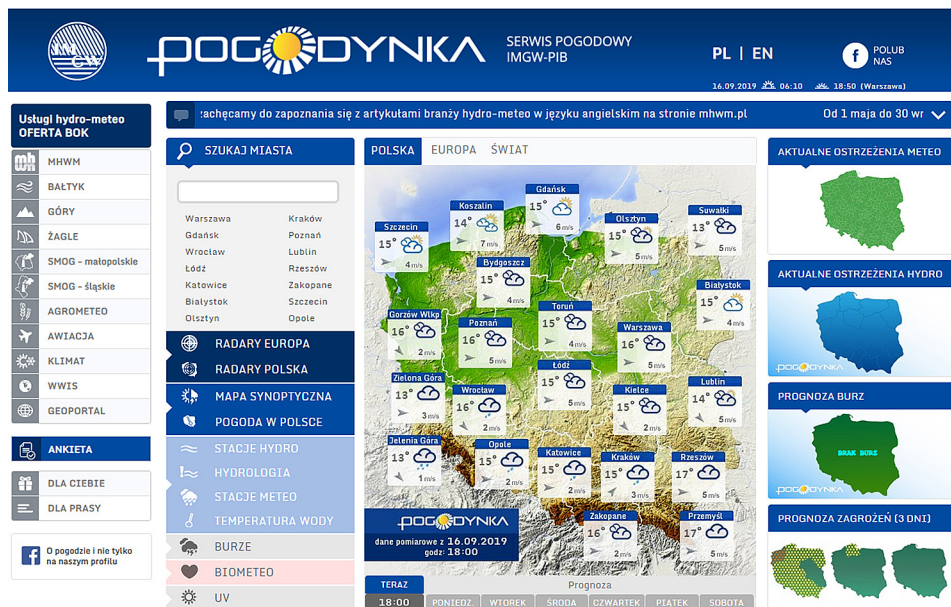 IM
GW
POGODYNKA
SERWIS POGODOWY
IMGW-PIB
PL | EN
POLUB
NAS
16.09.2019 06:10 18:50 (Warszawa)
Usługi hydro-meteo
OFERTA BOK
MHWM
BAŁTYK
GÓRY
ŻAGLE
SMOG - małopolskie
SMOG - śląskie
AGROMETEO
AWIACJA
KLIMAT
WWIS
GEOPORTAL
ANKIETA
DLA CIEBIE
DLA PRASY
O pogodzie i nie tylko
na naszym profilu
zachęcamy do zapoznania się z artykułami branży hydro-meteo w języku angielskim na stronie mhwm.pl
Od 1 maja do 30 wr
SZUKAJ MIASTA
Warszawa Kraków
Gdańsk Poznań
Wrocław Lublin
Łódź Rzeszów
Katowice Zakopane
Białystok Szczecin
Olsztyn Opole
RADARY EUROPA
RADARY POLSKA
MAPA SYNOPTYCZNA
POGODA W POLSCE
STACJE HYDRO
HYDROLOGIA
STACJE METEO
TEMPERATURA WODY
BURZE
BIOMETEO
UV
POLSKA EUROPA ŚWIAT
Gdańsk
15°
6 m/s
Koszalin
14°
7 m/s
Suwałki
13°
5 m/s
Olsztyn
15°
5 m/s
Szczecin
15°
4 m/s
Bydgoszcz
15°
4 m/s
Białystok
15°
4 m/s
Toruń
15°
4 m/s
Gorzów Wlkp
16°
2 m/s
Poznań
16°
5 m/s
Warszawa
16°
5 m/s
Łódź
15°
5 m/s
Zielona Góra
13°
3 m/s
Wrocław
16°
2 m/s
Kielce
15°
2 m/s
Lublin
14°
5 m/s
Jelenia Góra
13°
1 m/s
Opole
15°
2 m/s
Katowice
15°
2 m/s
Kraków
15°
3 m/s
Rzeszów
17°
5 m/s
Zakopane
16°
2 m/s
Przemyśl
17°
5 m/s
POGODYNKA
dane pomiarowe z 16.09.2019
godz: 18:00
TERAZ Prognoza
18:00 PONIEDZ. WTOREK ŚRODA CZWARTEK PIĄTEK SOBOTA
AKTUALNE OSTRZEŻENIA METEO
AKTUALNE OSTRZEŻENIA HYDRO
POGODYNKA
PROGNOZA BURZ
BRAK BURZ
POGODYNKA
PROGNOZA ZAGROŻEŃ (3 DNI)